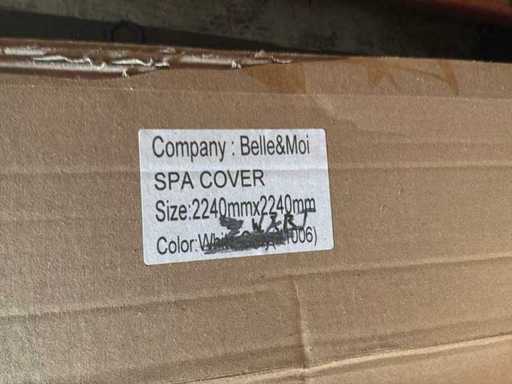 Company : Belle&Moi
SPA COVER
Size:2240mmx2240mm
Color: